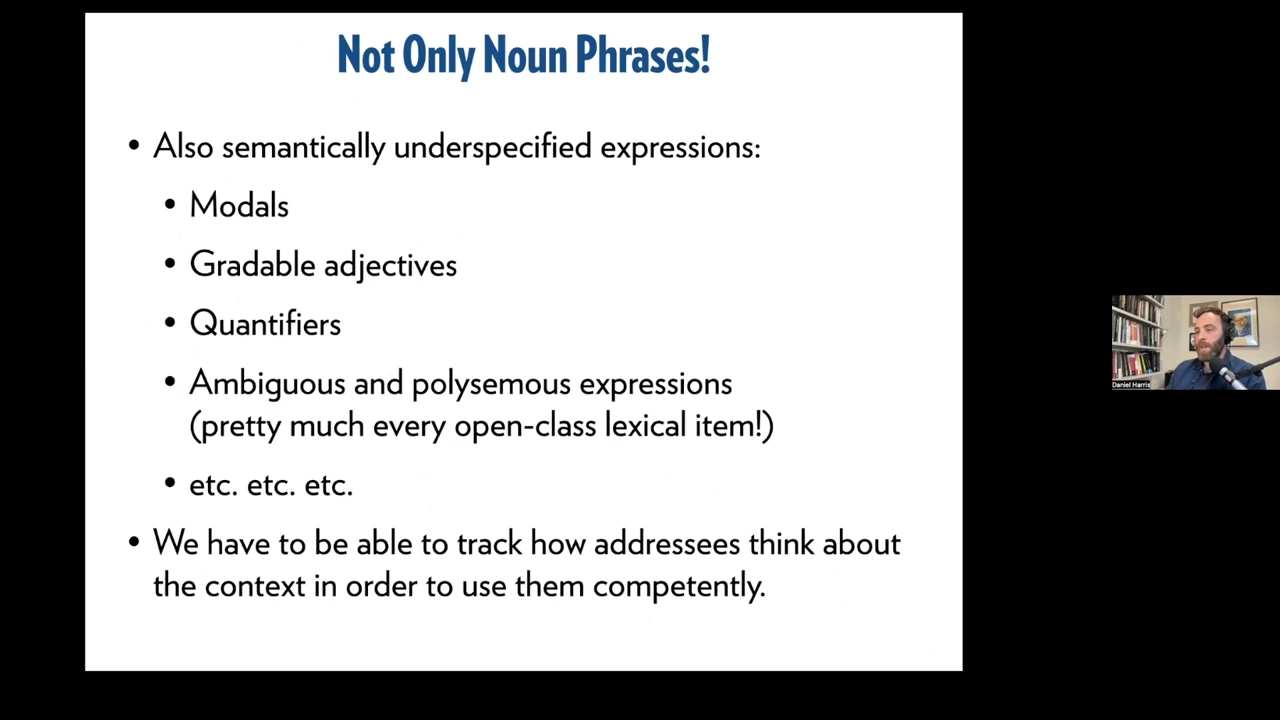 Not Only Noun Phrases!
• Also semantically underspecified expressions:
• Modals
• Gradable adjectives
• Quantifiers
• Ambiguous and polysemous expressions
(pretty much every open-class lexical item!)
• etc. etc. etc.
• We have to be able to track how addressees think about
the context in order to use them competently.
Daniel Harris